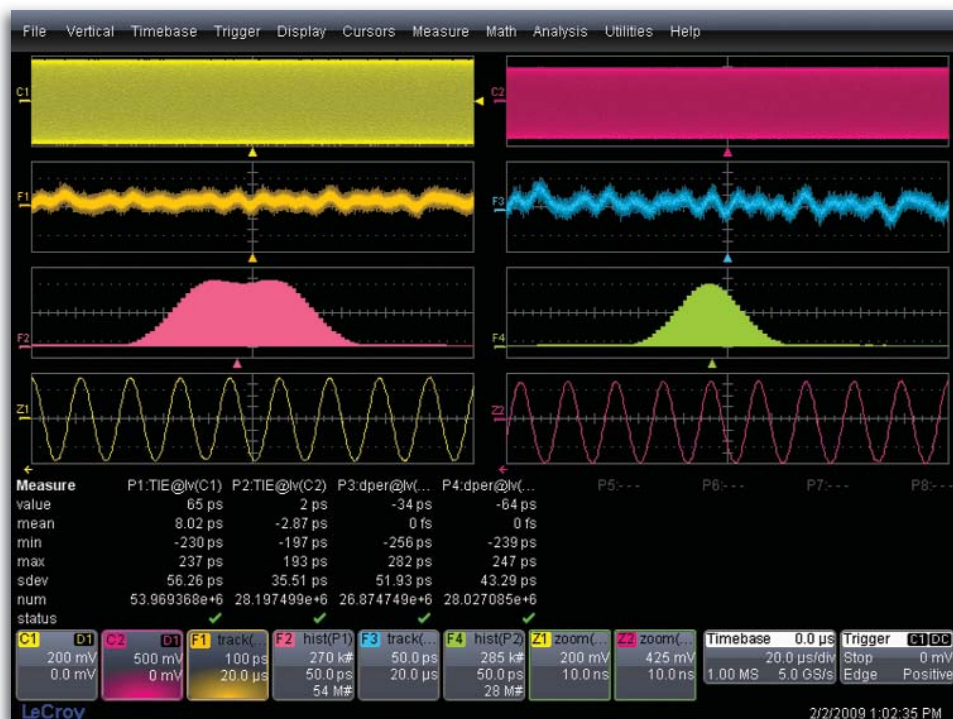 File Vertical Timebase Trigger Display Cursors Measure Math Analysis Utilities Help
C1
C2
F1
F3
F2
F4
Z1
Z2
Measure P1:TIE@lv(C1) P2:TIE@lv(C2) P3:dper@lv(... P4:dper@lv(... P5:--- P6:--- P7:--- P8:---
value 65 ps 2 ps -34 ps -64 ps
mean 8.02 ps -2.87 ps 0 fs 0 fs
min -230 ps -197 ps -256 ps -239 ps
max 237 ps 193 ps 282 ps 247 ps
sdev 56.26 ps 35.51 ps 51.93 ps 43.29 ps
num 53.969368e+6 28.197499e+6 26.874749e+6 28.027085e+6
status
C1 D1 C2 D1 F1 track(... F2 hist(P1) F3 track(... F4 hist(P2) Z1 zoom(... Z2 zoom(... Timebase 0.0 µs Trigger C1 DC
200 mV 500 mV 100 ps 270 k# 50.0 ps 285 k# 200 mV 425 mV 20.0 µs/div Stop 0 mV
0.0 mV 0 mV 20.0 µs 50.0 ps 20.0 µs 50.0 ps 10.0 ns 10.0 ns 1.00 MS 5.0 GS/s Edge Positive
54 M# 28 M#
LeCroy 2/2/2009 1:02:35 PM